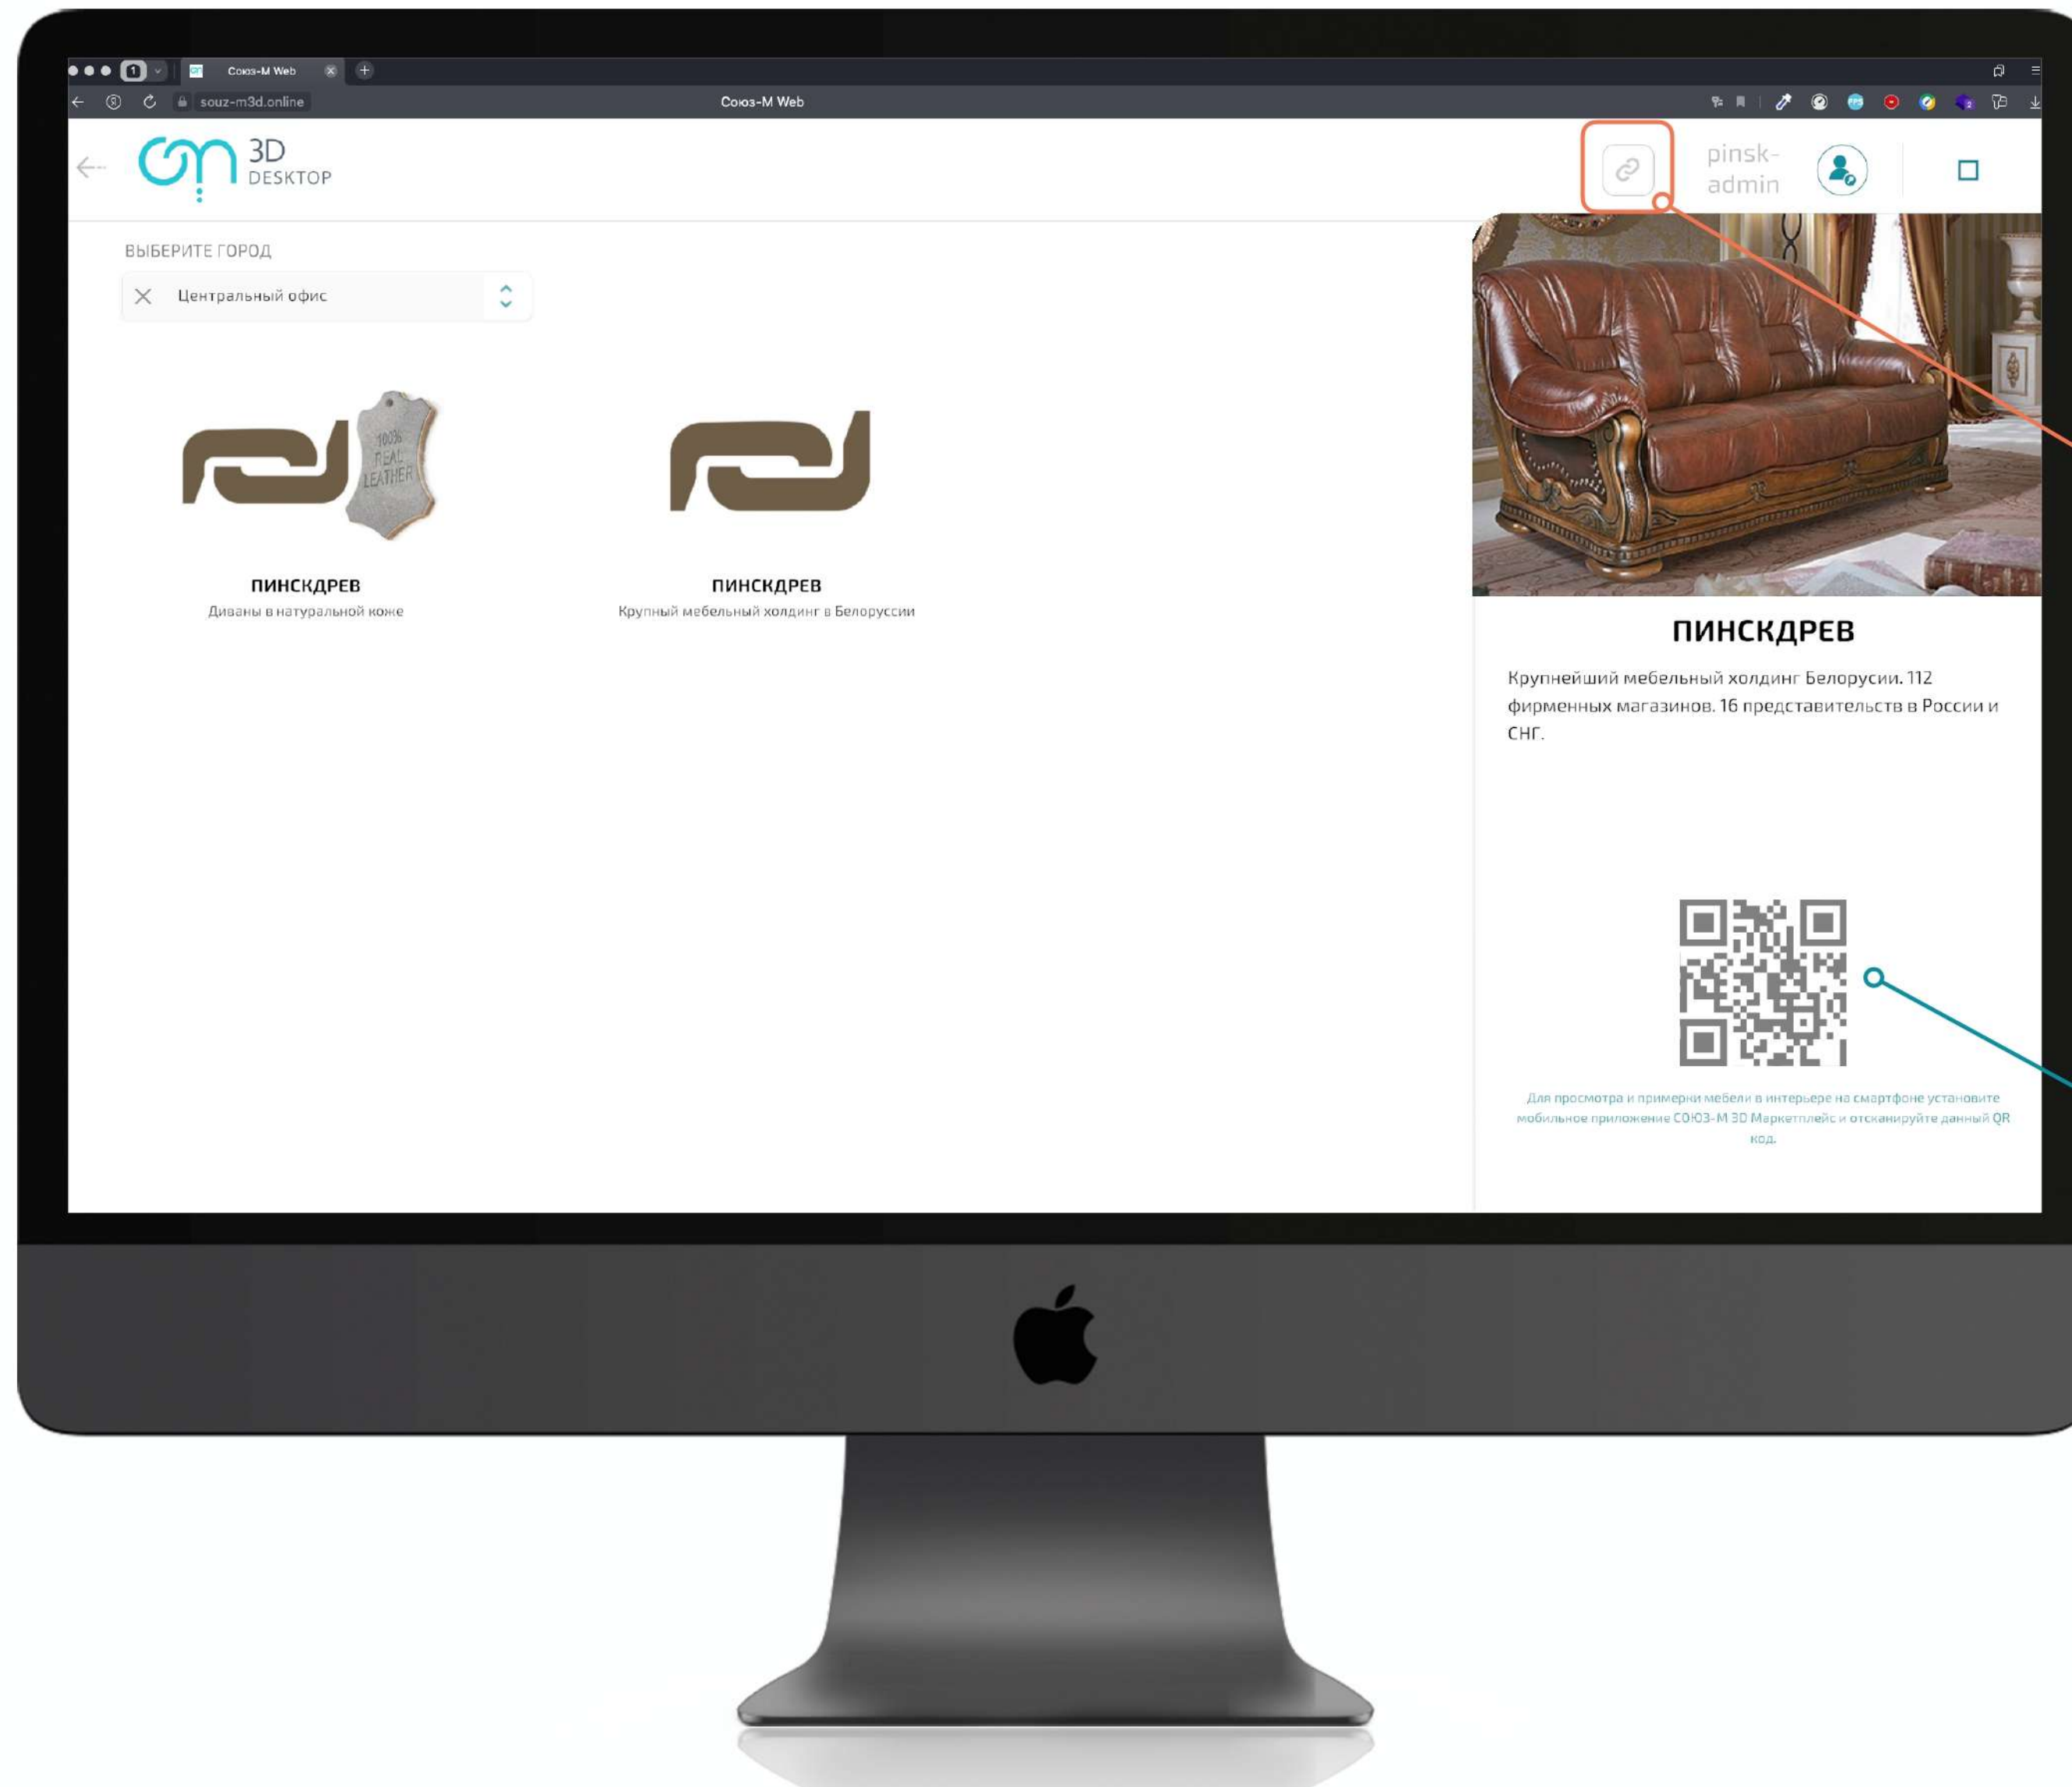 1
Союз-М Web
souz-m3d.online
Союз-М Web
3D
DESKTOP
pinsk-
admin
ВЫБЕРИТЕ ГОРОД
Центральный офис
100%
REAL
LEATHER
ПИНСКДРЕВ
Диваны в натуральной коже
ПИНСКДРЕВ
Крупный мебельный холдинг в Белоруссии
ПИНСКДРЕВ
Крупнейший мебельный холдинг Белорусии. 112
фирменных магазинов. 16 представительств в России и
СНГ.
Для просмотра и примерки мебели в интерьере на смартфоне установите
мобильное приложение СОЮЗ-М 3D Маркетплейс и отсканируйте данный QR
код.